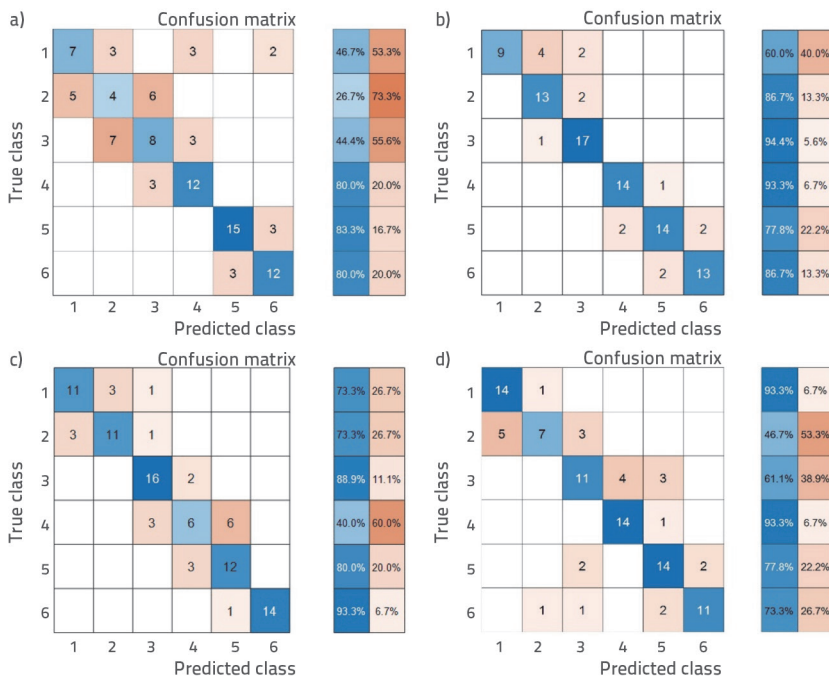 a) Confusion matrix
1 7 3 3 2 46.7% 53.3%
2 5 4 6 26.7% 73.3%
3 7 8 3 44.4% 55.6%
4 3 12 80.0% 20.0%
5 15 3 83.3% 16.7%
6 3 12 80.0% 20.0%
1 2 3 4 5 6
True class
Predicted class
b) Confusion matrix
1 9 4 2 60.0% 40.0%
2 13 2 86.7% 13.3%
3 1 17 94.4% 5.6%
4 14 1 93.3% 6.7%
5 2 14 2 77.8% 22.2%
6 2 13 86.7% 13.3%
1 2 3 4 5 6
True class
Predicted class
c) Confusion matrix
1 11 3 1 73.3% 26.7%
2 3 11 1 73.3% 26.7%
3 16 2 88.9% 11.1%
4 3 6 6 40.0% 60.0%
5 3 12 80.0% 20.0%
6 1 14 93.3% 6.7%
1 2 3 4 5 6
True class
Predicted class
d) Confusion matrix
1 14 1 93.3% 6.7%
2 5 7 3 46.7% 53.3%
3 11 4 3 61.1% 38.9%
4 14 1 93.3% 6.7%
5 2 14 2 77.8% 22.2%
6 1 1 2 11 73.3% 26.7%
1 2 3 4 5 6
True class
Predicted class